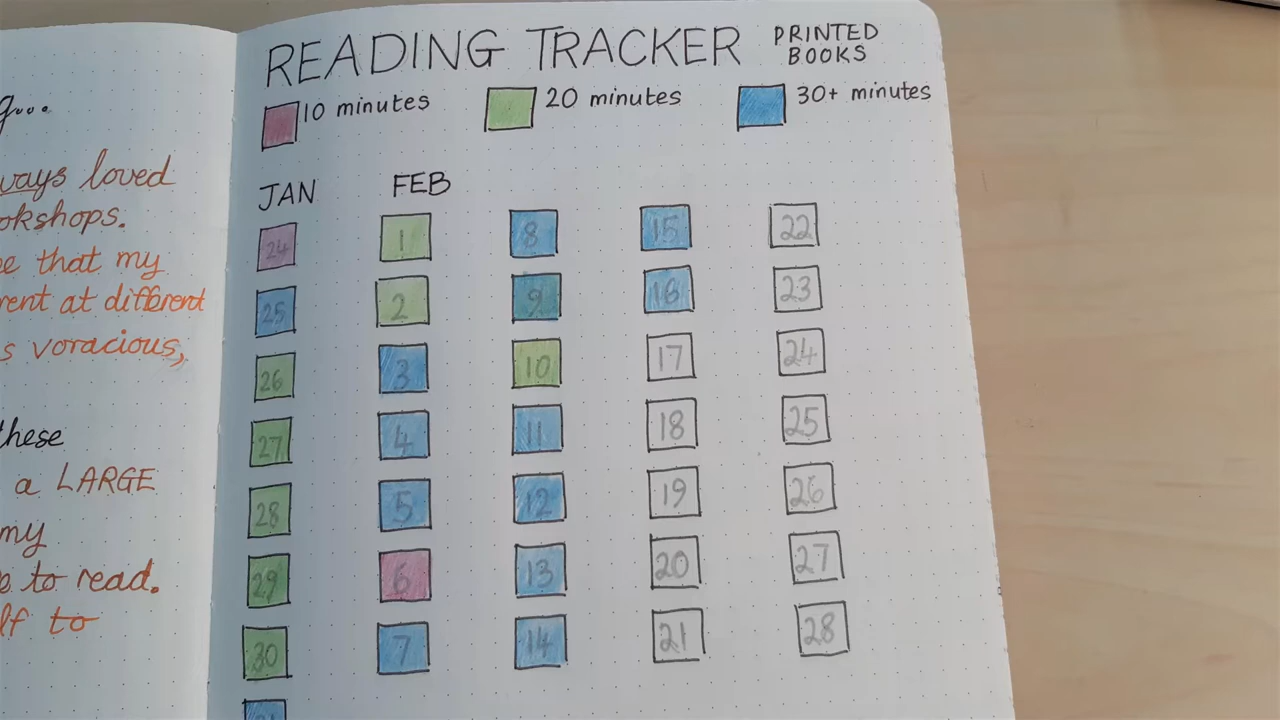 g...
ways loved
okshops.
e that my
rent at different
s voraciously,
these
a LARGE
my
e to read.
lf to
READING TRACKER PRINTED BOOKS
10 minutes 20 minutes 30+ minutes
JAN FEB
24 1 8 15 22
25 2 9 16 23
26 3 10 17 24
27 4 11 18 25
28 5 12 19 26
29 6 13 20 27
30 7 14 21 28
31